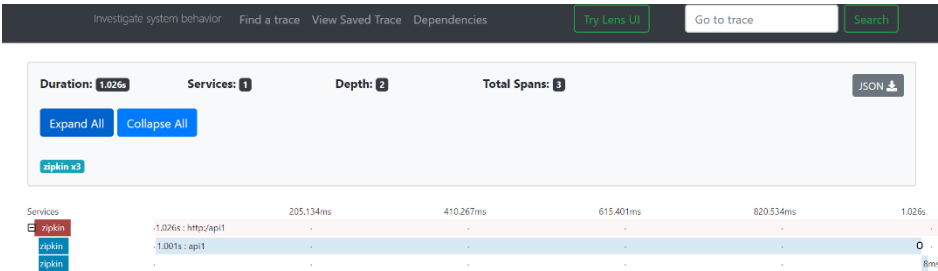 Investigate system behavior Find a trace View Saved Trace Dependencies Try Lens UI Go to trace Search
Duration: 1.026s Services: 1 Depth: 2 Total Spans: 3 JSON
Expand All Collapse All
zipkin x3
Services 205.134ms 410.267ms 615.401ms 820.534ms 1.026s
zipkin 1.026s : http:/api1
zipkin 1.001s : api1
zipkin 8ms